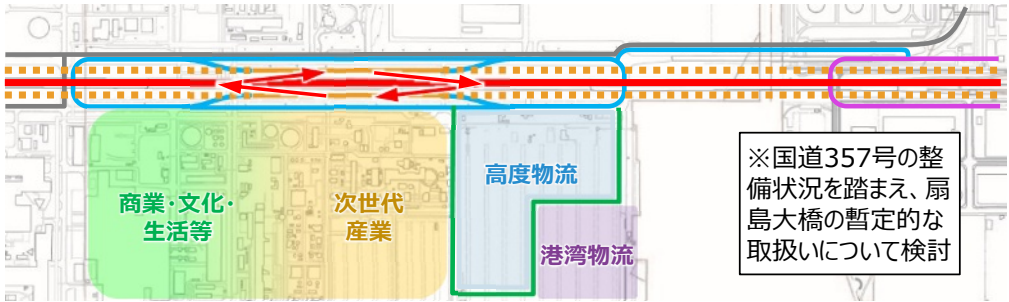 商業･文化･
生活等
次世代
産業
高度物流
港湾物流
※国道357号の整
備状況を踏まえ、扇
島大橋の暫定的な
取扱いについて検討